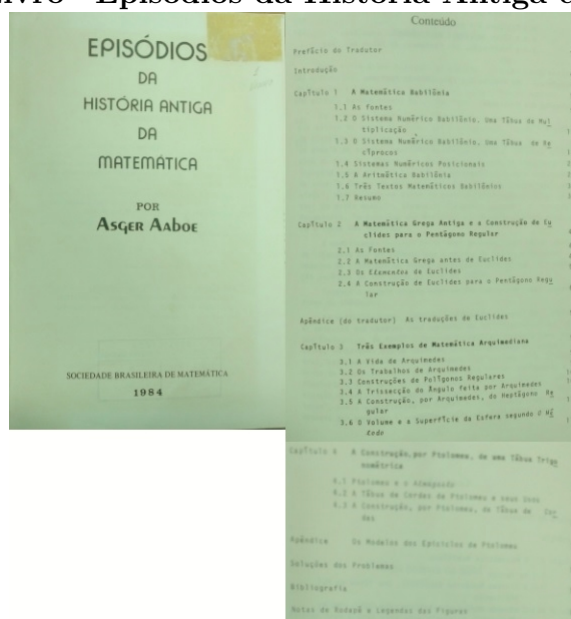 Livro "Episódios da História Antiga d
EPISÓDIOS
DA
HISTÓRIA ANTIGA
DA
MATEMÁTICA
POR
ASGER AABOE
SOCIEDADE BRASILEIRA DE MATEMÁTICA
1984
Conteúdo
Prefácio do Tradutor
Introdução
Capítulo 1 A Matemática Babilônia
1.1 As fontes
1.2 O Sistema Numérico Babilônio. Uma Tábua de Mul
tiplicação
1.3 O Sistema Numérico Babilônio. Uma Tábua de Re
cíprocos
1.4 Sistemas Numéricos Posicionais
1.5 A Aritmética Babilônia
1.6 Três Textos Matemáticos Babilônios
1.7 Resumo
Capítulo 2 A Matemática Grega Antiga e a Construção de Eu
clides para o Pentágono Regular
2.1 As Fontes
2.2 A Matemática Grega antes de Euclides
2.3 Os Elementos de Euclides
2.4 A Construção de Euclides para o Pentágono Regu
lar
Apêndice (do tradutor) As traduções de Euclides
Capítulo 3 Três Exemplos de Matemática Arquimediana
3.1 A Vida de Arquimedes
3.2 Os Trabalhos de Arquimedes
3.3 Construções de Polígonos Regulares
3.4 A Trissecção do Ângulo feita por Arquimedes
3.5 A Construção, por Arquimedes, do Heptágono Re
gular
3.6 O Volume e a Superfície da Esfera segundo O Mé
todo
Capítulo 4 A Construção, por Ptolomeu, de uma Tábua Trigo
nométrica
4.1 Ptolomeu e o Almagesto
4.2 A Tábua de Cordas de Ptolomeu e seus Usos
4.3 A Construção, por Ptolomeu, da Tábua de Cor
das
Apêndice Os Modelos dos Epiciclos de Ptolomeu
Soluções dos Problemas
Bibliografia
Notas de Rodapé e Legendas das Figuras